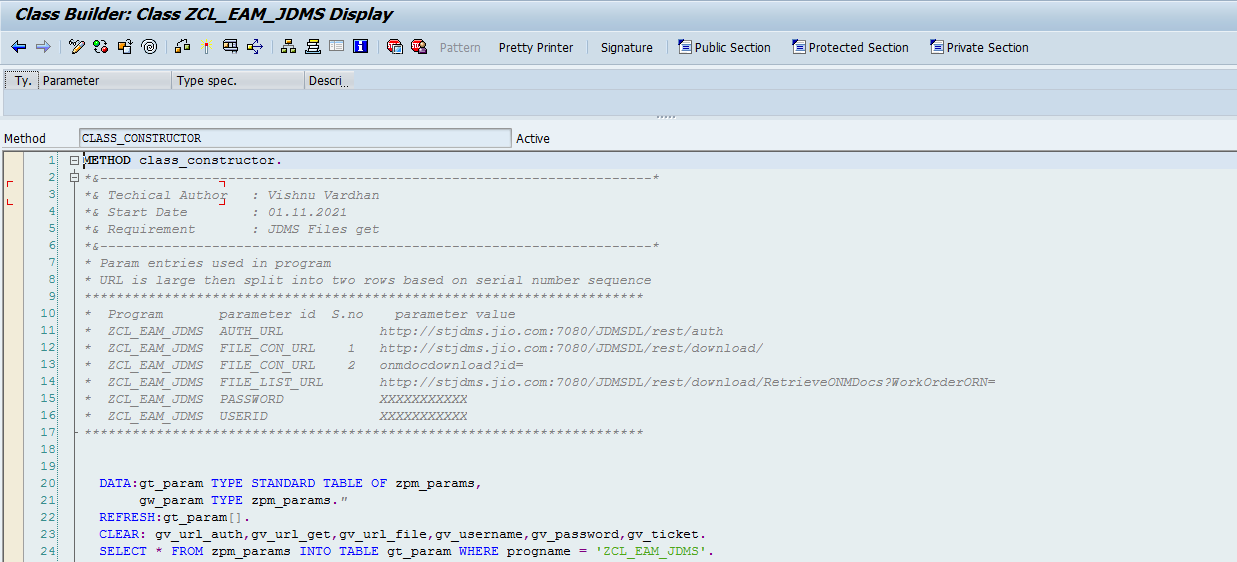 Class Builder: Class ZCL_EAM_JDMS Display
Pattern Pretty Printer Signature Public Section Protected Section Private Section
Ty. Parameter Type spec. Descri...
Method CLASS_CONSTRUCTOR Active
1 METHOD class_constructor.
2 *&---------------------------------------------------------------------*
3 *& Techical Author   : Vishnu Vardhan
4 *& Start Date        : 01.11.2021
5 *& Requirement       : JDMS Files get
6 *&---------------------------------------------------------------------*
7 * Param entries used in program
8 * URL is large then split into two rows based on serial number sequence
9 **********************************************************************
10 *  Program       parameter id  S.no    parameter value
11 *  ZCL_EAM_JDMS  AUTH_URL            http://stjdms.jio.com:7080/JDMSDL/rest/auth
12 *  ZCL_EAM_JDMS  FILE_CON_URL    1   http://stjdms.jio.com:7080/JDMSDL/rest/download/
13 *  ZCL_EAM_JDMS  FILE_CON_URL    2   onmdocdownload?id=
14 *  ZCL_EAM_JDMS  FILE_LIST_URL       http://stjdms.jio.com:7080/JDMSDL/rest/download/RetrieveONMDocs?WorkOrderORN=
15 *  ZCL_EAM_JDMS  PASSWORD            XXXXXXXXXXX
16 *  ZCL_EAM_JDMS  USERID              XXXXXXXXXXX
17 **********************************************************************
18
19
20 DATA:gt_param TYPE STANDARD TABLE OF zpm_params,
21      gw_param TYPE zpm_params."
22 REFRESH:gt_param[].
23 CLEAR: gv_url_auth,gv_url_get,gv_url_file,gv_username,gv_password,gv_ticket.
24 SELECT * FROM zpm_params INTO TABLE gt_param WHERE progname = 'ZCL_EAM_JDMS'.